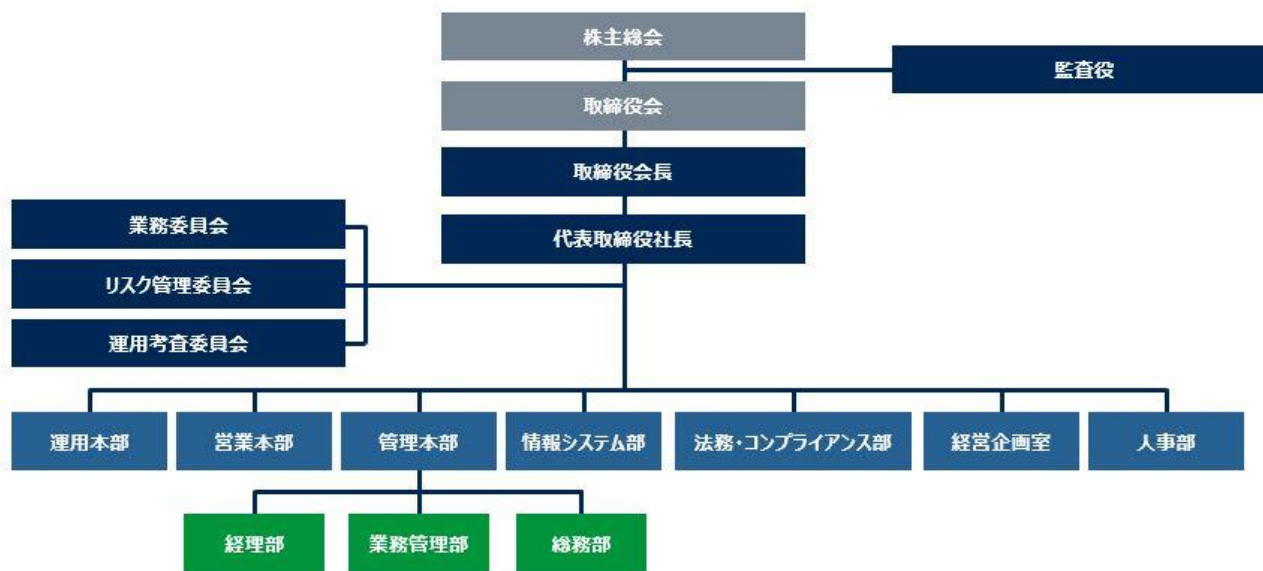 株主総会
監査役
取締役会
取締役会長
代表取締役社長
業務委員会
リスク管理委員会
運用考査委員会
運用本部
営業本部
管理本部
情報システム部
法務・コンプライアンス部
経営企画室
人事部
経理部
業務管理部
総務部